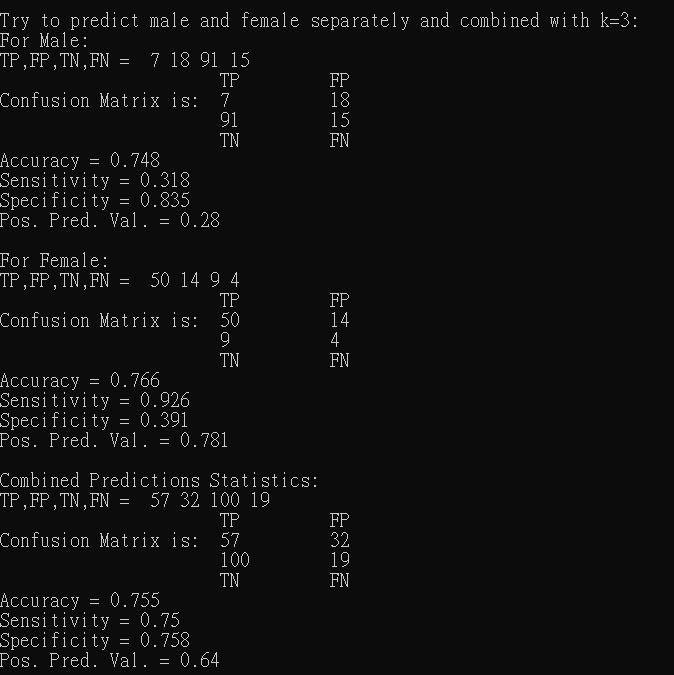 Try to predict male and female separately and combined with k=3:
For Male:
TP,FP,TN,FN =  7 18 91 15
TP FP
Confusion Matrix is: 7 18
91 15
TN FN
Accuracy = 0.748
Sensitivity = 0.318
Specificity = 0.835
Pos. Pred. Val. = 0.28
For Female:
TP,FP,TN,FN =  50 14 9 4
TP FP
Confusion Matrix is: 50 14
9 4
TN FN
Accuracy = 0.766
Sensitivity = 0.926
Specificity = 0.391
Pos. Pred. Val. = 0.781
Combined Predictions Statistics:
TP,FP,TN,FN =  57 32 100 19
TP FP
Confusion Matrix is: 57 32
100 19
TN FN
Accuracy = 0.755
Sensitivity = 0.75
Specificity = 0.758
Pos. Pred. Val. = 0.64